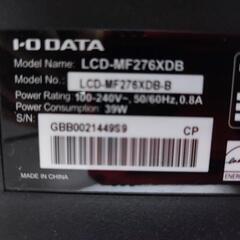 I-O DATA
Model Name: LCD-MF276XDB
Model No.: LCD-MF276XDB-B
Power Rating 100-240V~, 50/60Hz, 0.8A
Power Consumption: 39W
S/N:
GBB0021449S9 CP
MADE IN CHINA